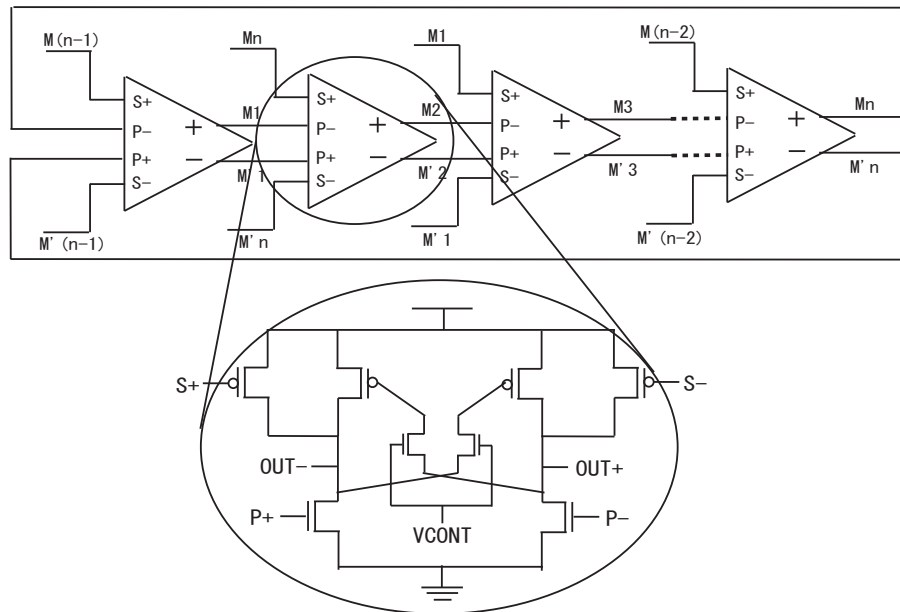 M(n-1)
Mn
M1
M(n-2)
S+
P-
P+
S-
+
−
M1
M'1
S+
P-
P+
S-
+
−
M2
M'2
S+
P-
P+
S-
+
−
M3
M'3
S+
P-
P+
S-
+
−
Mn
M'n
M'(n-1)
M'n
M'1
M'(n-2)
S+
S-
OUT-
OUT+
P+
P-
VCONT